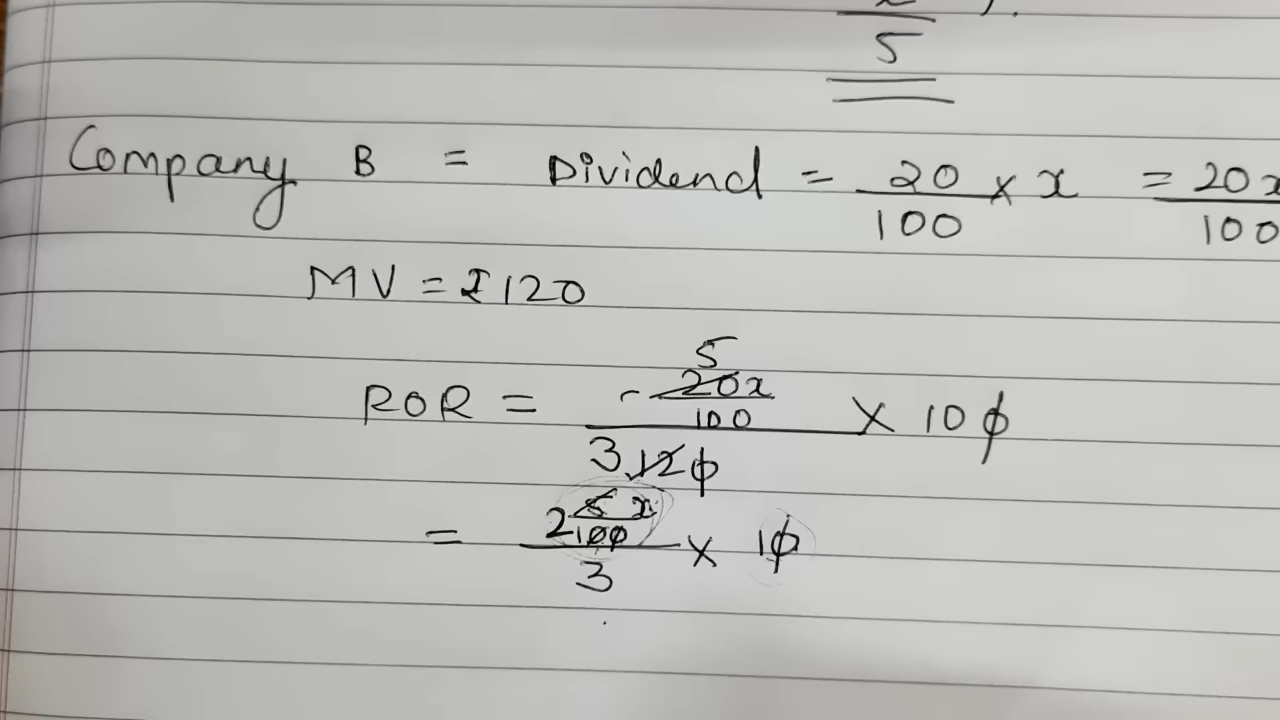 5
Company B = Dividend = 20/100 × x = 20x/100
MV = ₹120
5
ROR = - 20x/100 / 3 120 × 100
= 2 5x/100 / 3 × 10